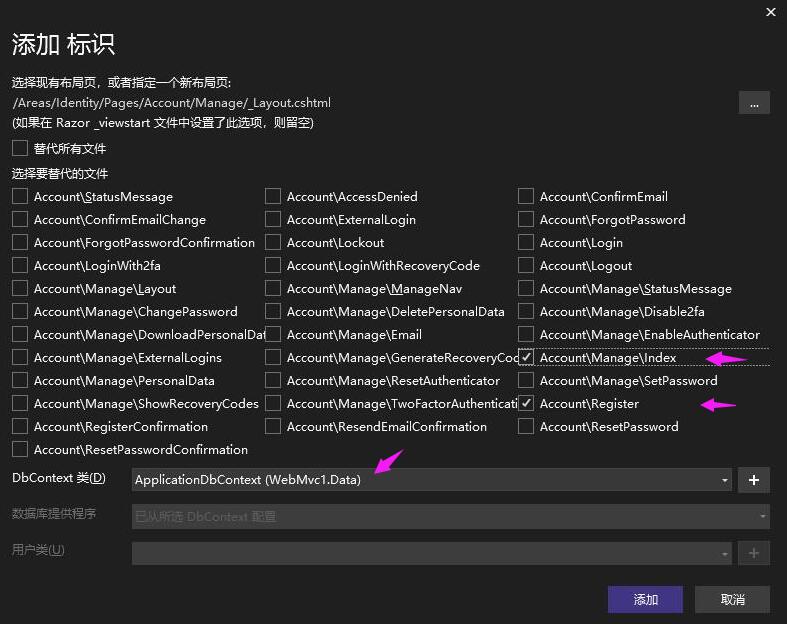 添加 标识
选择现有布局页，或者指定一个新布局页:
/Areas/Identity/Pages/Account/Manage/_Layout.cshtml
...
(如果在 Razor _viewstart 文件中设置了此选项，则留空)
替代所有文件
选择要替代的文件
Account\StatusMessage Account\AccessDenied Account\ConfirmEmail
Account\ConfirmEmailChange Account\ExternalLogin Account\ForgotPassword
Account\ForgotPasswordConfirmation Account\Lockout Account\Login
Account\LoginWith2fa Account\LoginWithRecoveryCode Account\Logout
Account\Manage\Layout Account\Manage\ManageNav Account\Manage\StatusMessage
Account\Manage\ChangePassword Account\Manage\DeletePersonalData Account\Manage\Disable2fa
Account\Manage\DownloadPersonalDat Account\Manage\Email Account\Manage\EnableAuthenticator
Account\Manage\ExternalLogins Account\Manage\GenerateRecoveryCod Account\Manage\Index
Account\Manage\PersonalData Account\Manage\ResetAuthenticator Account\Manage\SetPassword
Account\Manage\ShowRecoveryCodes Account\Manage\TwoFactorAuthenticati Account\Register
Account\RegisterConfirmation Account\ResendEmailConfirmation Account\ResetPassword
Account\ResetPasswordConfirmation
DbContext 类(D) ApplicationDbContext (WebMvc1.Data)
数据库提供程序 已从所选 DbContext 配置
用户类(U)
添加 取消